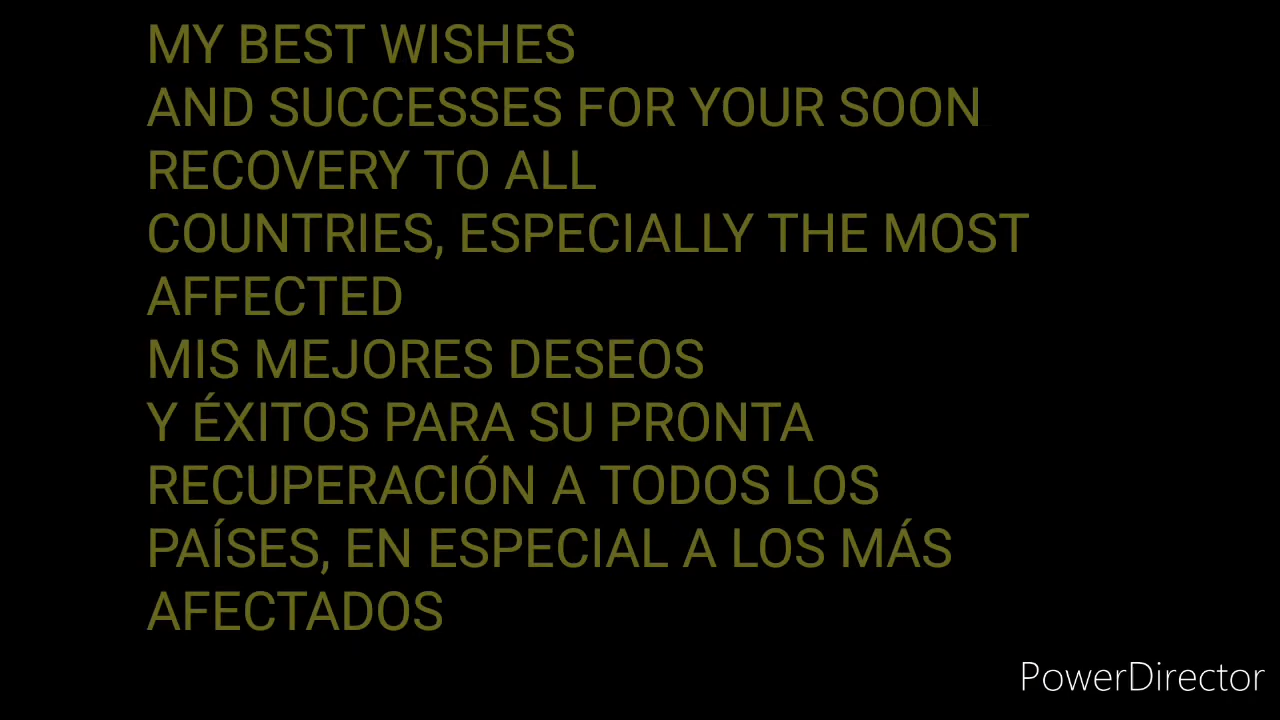 MY BEST WISHES
AND SUCCESSES FOR YOUR SOON
RECOVERY TO ALL
COUNTRIES, ESPECIALLY THE MOST
AFFECTED
MIS MEJORES DESEOS
Y ÉXITOS PARA SU PRONTA
RECUPERACIÓN A TODOS LOS
PAÍSES, EN ESPECIAL A LOS MÁS
AFECTADOS
PowerDirector